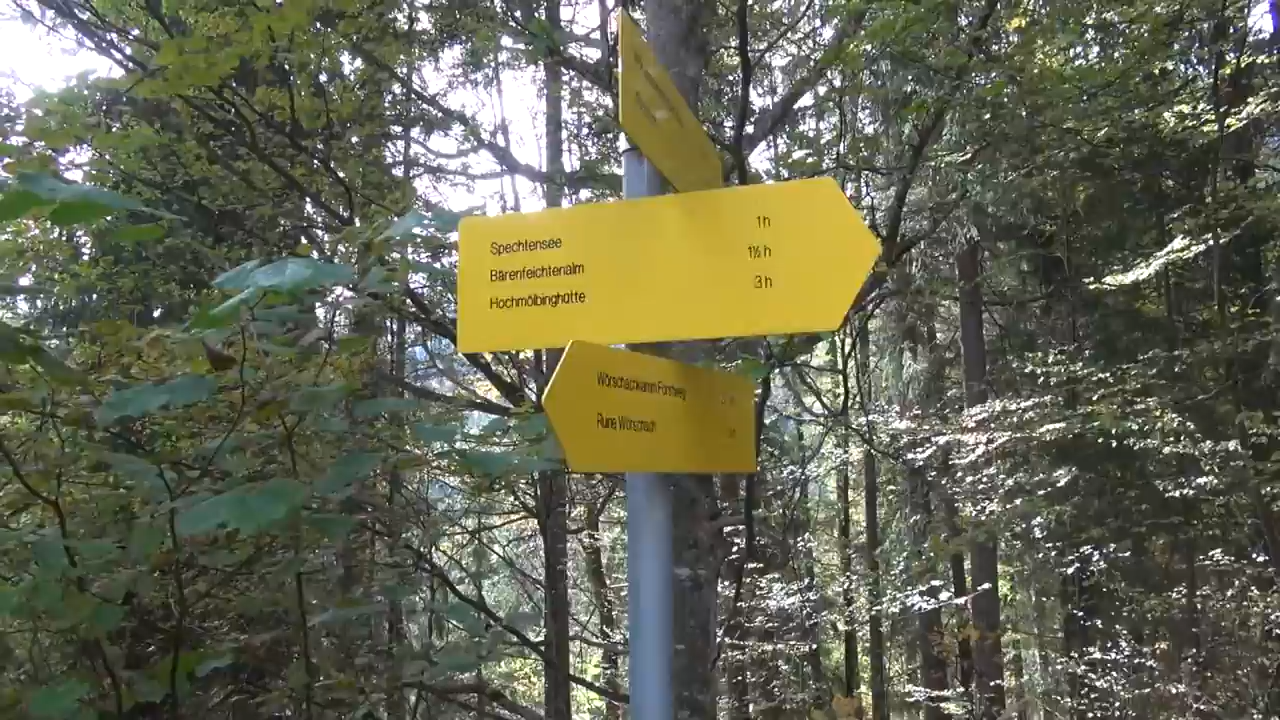 Spechtensee 1h
Bärenfeichtenalm 1½ h
Hochmölbinghütte 3h
Wörschachklamm Forstweg
Ruine Wörschach